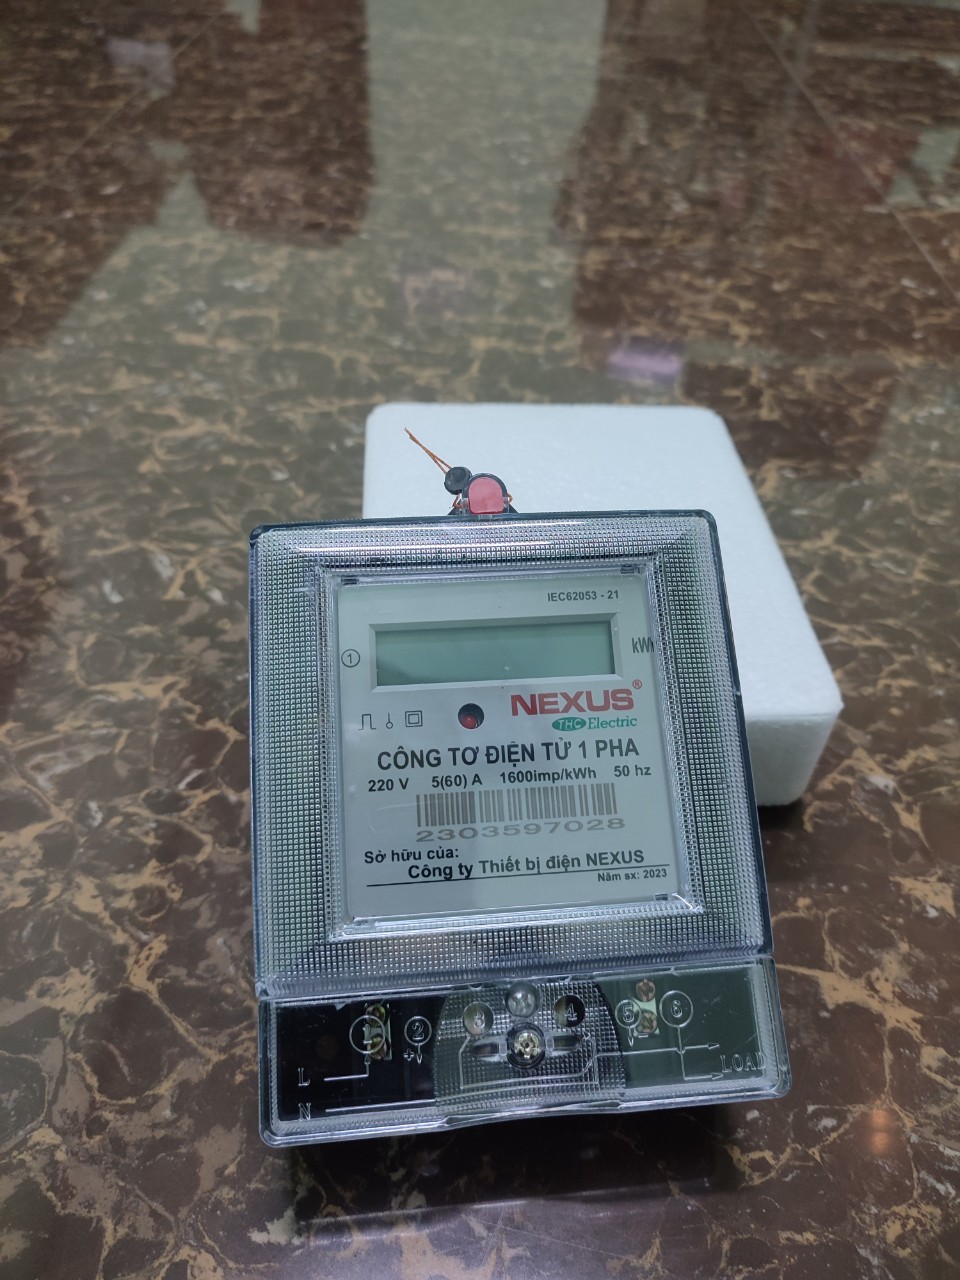 IEC62053 - 21
1
kWh
NEXUS®
THC Electric
CÔNG TƠ ĐIỆN TỬ 1 PHA
220 V 5(60) A 1600imp/kWh 50 hz
2303597028
Sở hữu của:
Công ty Thiết bị điện NEXUS
Năm sx: 2023
1 2 3 4 5 6
L
LOAD
N